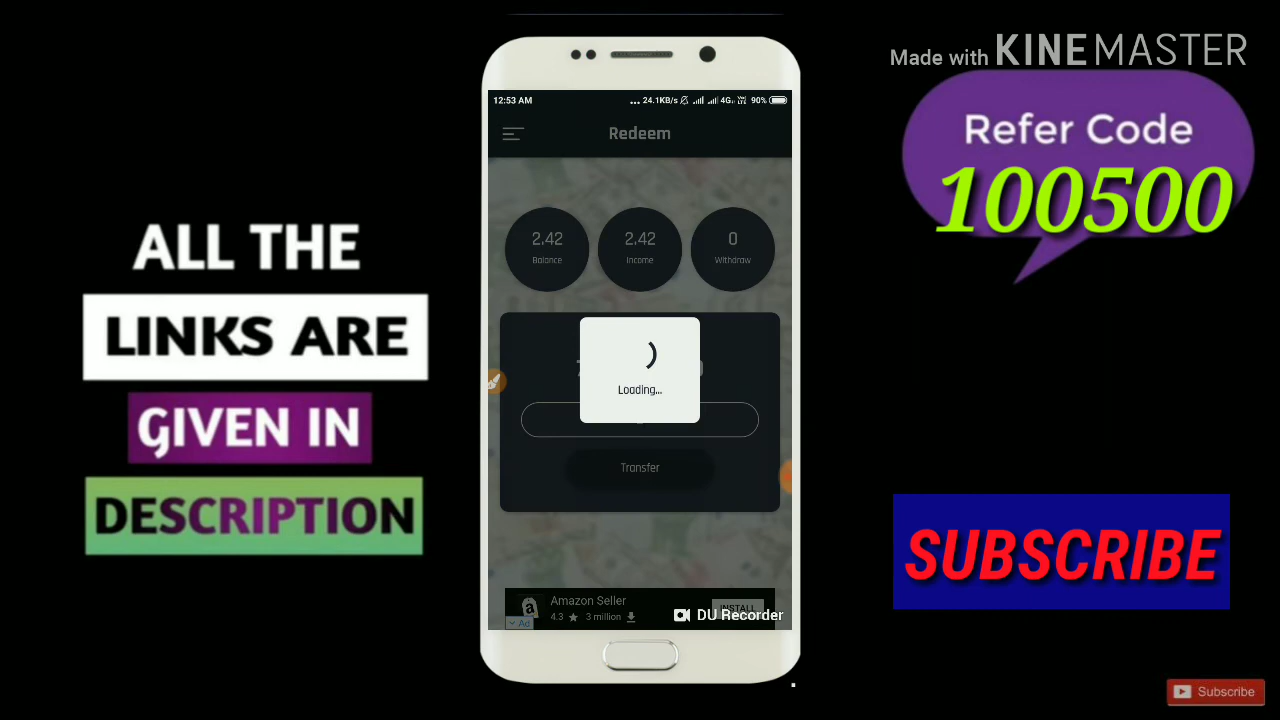 Made with KINEMASTER
Refer Code
100500
ALL THE
LINKS ARE
GIVEN IN
DESCRIPTION
12:53 AM
... 24.1KB/s 4G 90%
Redeem
2.42
Balance
2.42
Income
0
Withdraw
Loading...
Transfer
Amazon Seller
4.3 ★ 3 million
INSTALL
Ad
DU Recorder
SUBSCRIBE
Subscribe